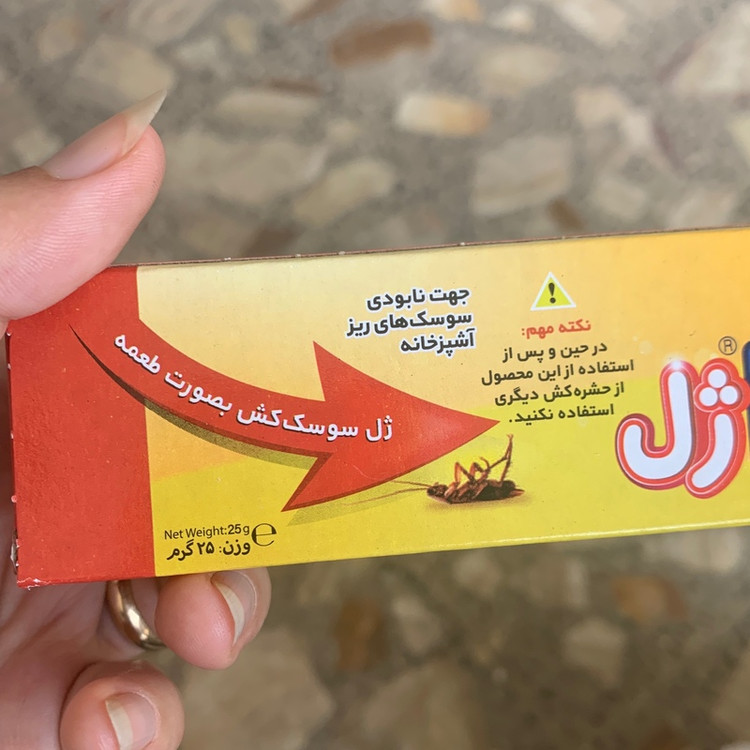 جهت نابودی
سوسک‌های ریز
آشپزخانه
نکته مهم:
در حین و پس از
استفاده از این محصول
از حشره‌کش دیگری
استفاده نکنید.
ژل سوسک‌کش بصورت طعمه
ژل
®
Net Weight:25g ℮
وزن: ۲۵ گرم